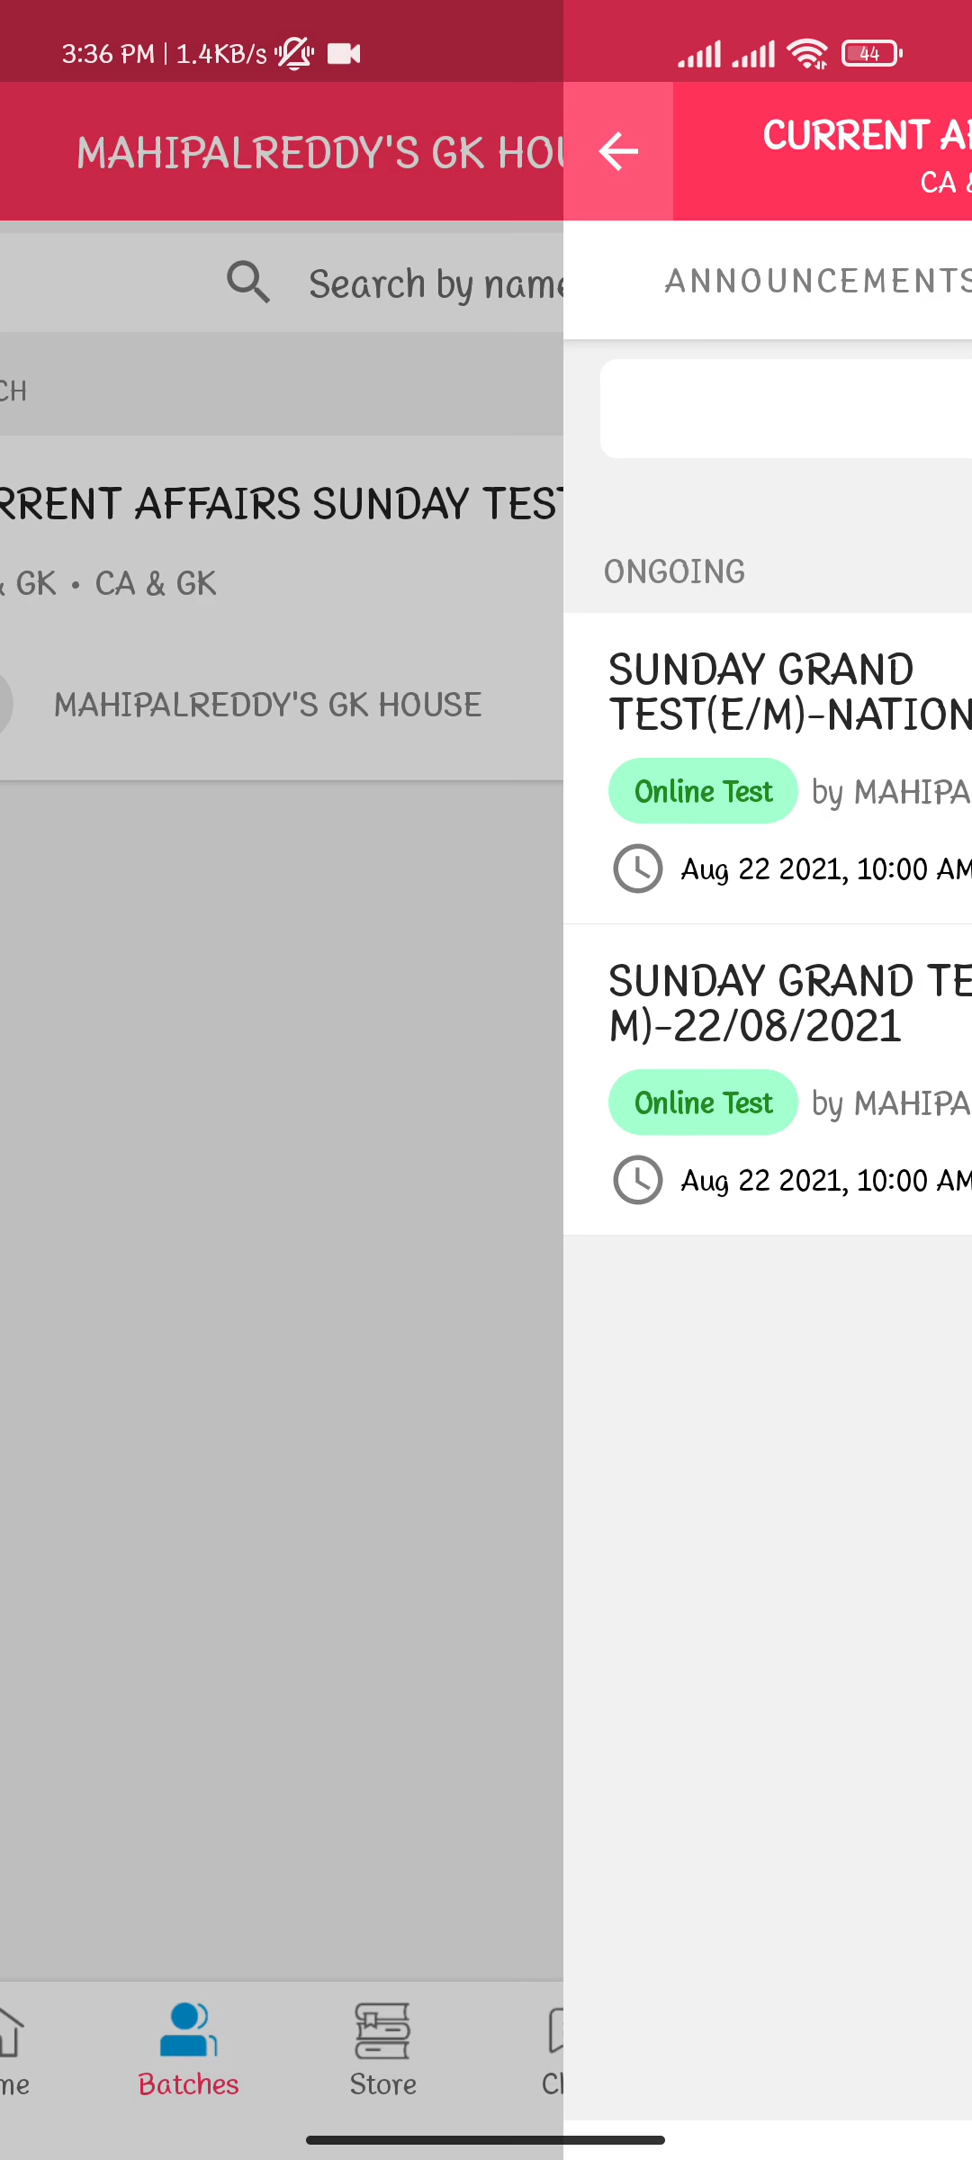 3:36 PM | 1.4KB/s
44
MAHIPALREDDY'S GK HOU
Search by name
CH
RRENT AFFAIRS SUNDAY TEST
& GK • CA & GK
MAHIPALREDDY'S GK HOUSE
me
Batches
Store
Ch
CURRENT AF
CA &
ANNOUNCEMENTS
ONGOING
SUNDAY GRAND
TEST(E/M)-NATION
Online Test by MAHIPA
Aug 22 2021, 10:00 AM
SUNDAY GRAND TE
M)-22/08/2021
Online Test by MAHIPA
Aug 22 2021, 10:00 AM